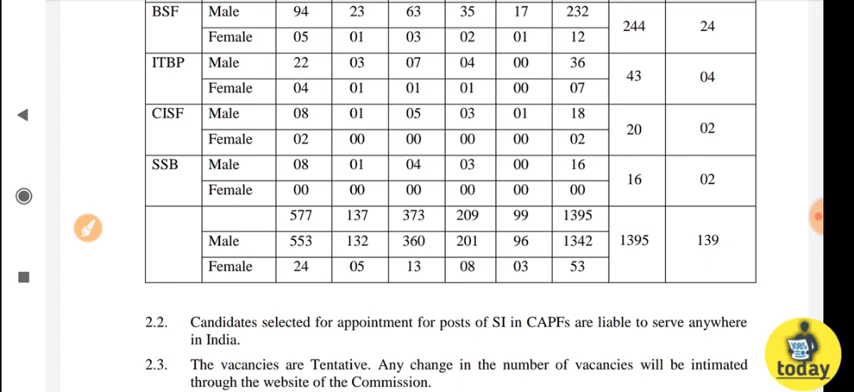 BSF Male 94 23 63 35 17 232 244 24
Female 05 01 03 02 01 12
ITBP Male 22 03 07 04 00 36 43 04
Female 04 01 01 01 00 07
CISF Male 08 01 05 03 01 18 20 02
Female 02 00 00 00 00 02
SSB Male 08 01 04 03 00 16 16 02
Female 00 00 00 00 00 00
577 137 373 209 99 1395 1395 139
Male 553 132 360 201 96 1342
Female 24 05 13 08 03 53
2.2. Candidates selected for appointment for posts of SI in CAPFs are liable to serve anywhere
in India.
2.3. The vacancies are Tentative. Any change in the number of vacancies will be intimated
through the website of the Commission.
JOBS
today